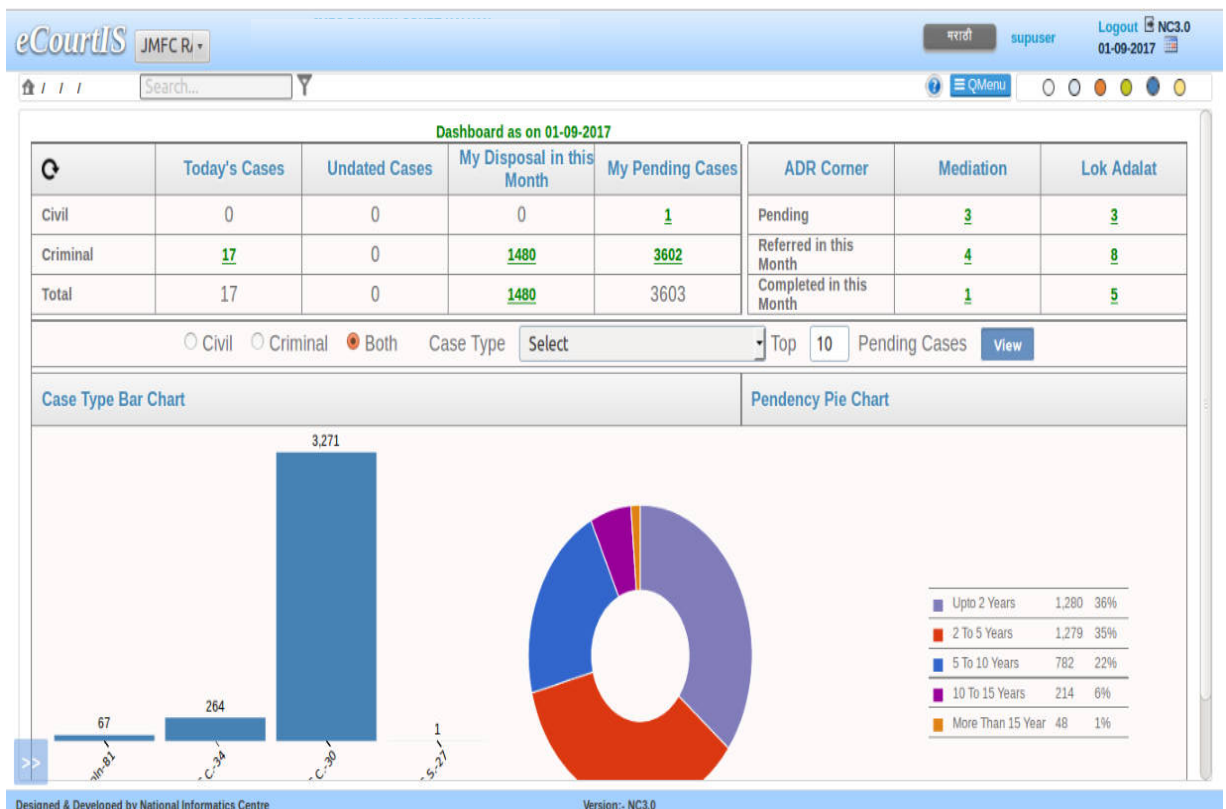 eCourtIS JMFC R/ मराठी supuser Logout NC3.0
01-09-2017
/ / / Search... ? QMenu
Dashboard as on 01-09-2017
Today's Cases Undated Cases My Disposal in this Month My Pending Cases ADR Corner Mediation Lok Adalat
Civil 0 0 0 1 Pending 3 3
Criminal 17 0 1480 3602 Referred in this Month 4 8
Total 17 0 1480 3603 Completed in this Month 1 5
Civil Criminal Both Case Type Select Top 10 Pending Cases View
Case Type Bar Chart Pendency Pie Chart
3,271
264
67
1
C.-34
C.-30
S.-27
Upto 2 Years 1,280 36%
2 To 5 Years 1,279 35%
5 To 10 Years 782 22%
10 To 15 Years 214 6%
More Than 15 Year 48 1%
>>
Designed & Developed by National Informatics Centre Version:- NC3.0